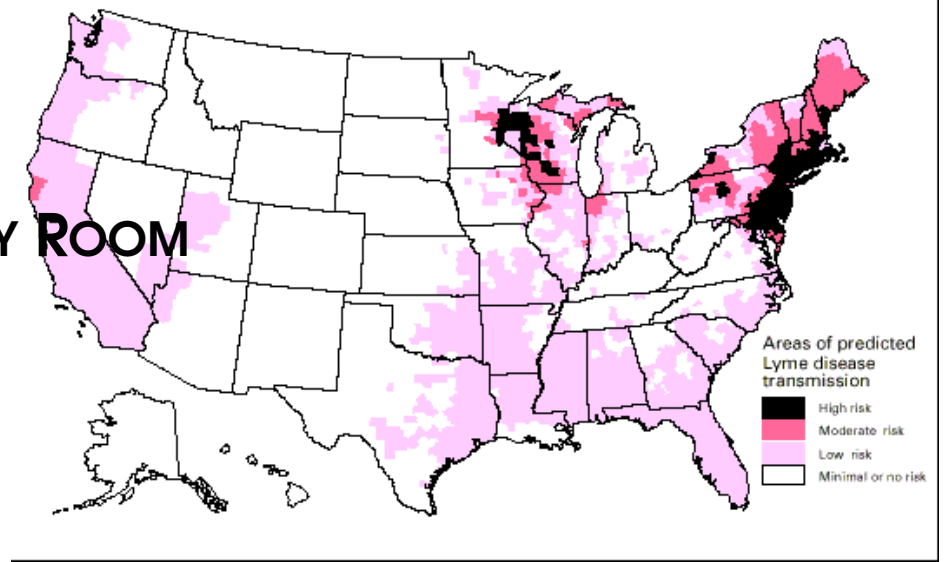 Y ROOM
Areas of predicted
Lyme disease
transmission
High risk
Moderate risk
Low risk
Minimal or no risk